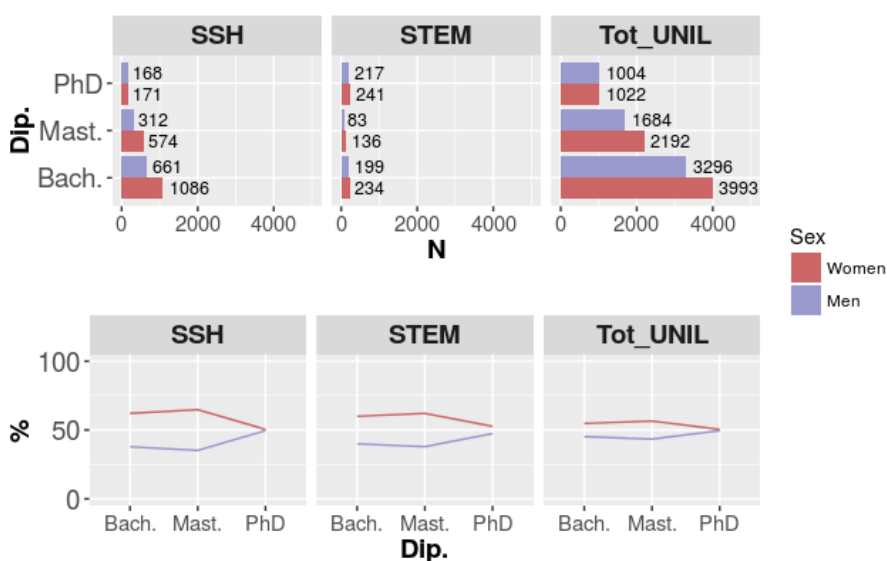 SSH STEM Tot_UNIL
Dip.
PhD 168 217 1004
171 241 1022
Mast. 312 83 1684
574 136 2192
Bach. 661 199 3296
1086 234 3993
0 2000 4000 0 2000 4000 0 2000 4000
N
Sex
Women
Men
SSH STEM Tot_UNIL
%
100
50
0
Bach. Mast. PhD Bach. Mast. PhD Bach. Mast. PhD
Dip.